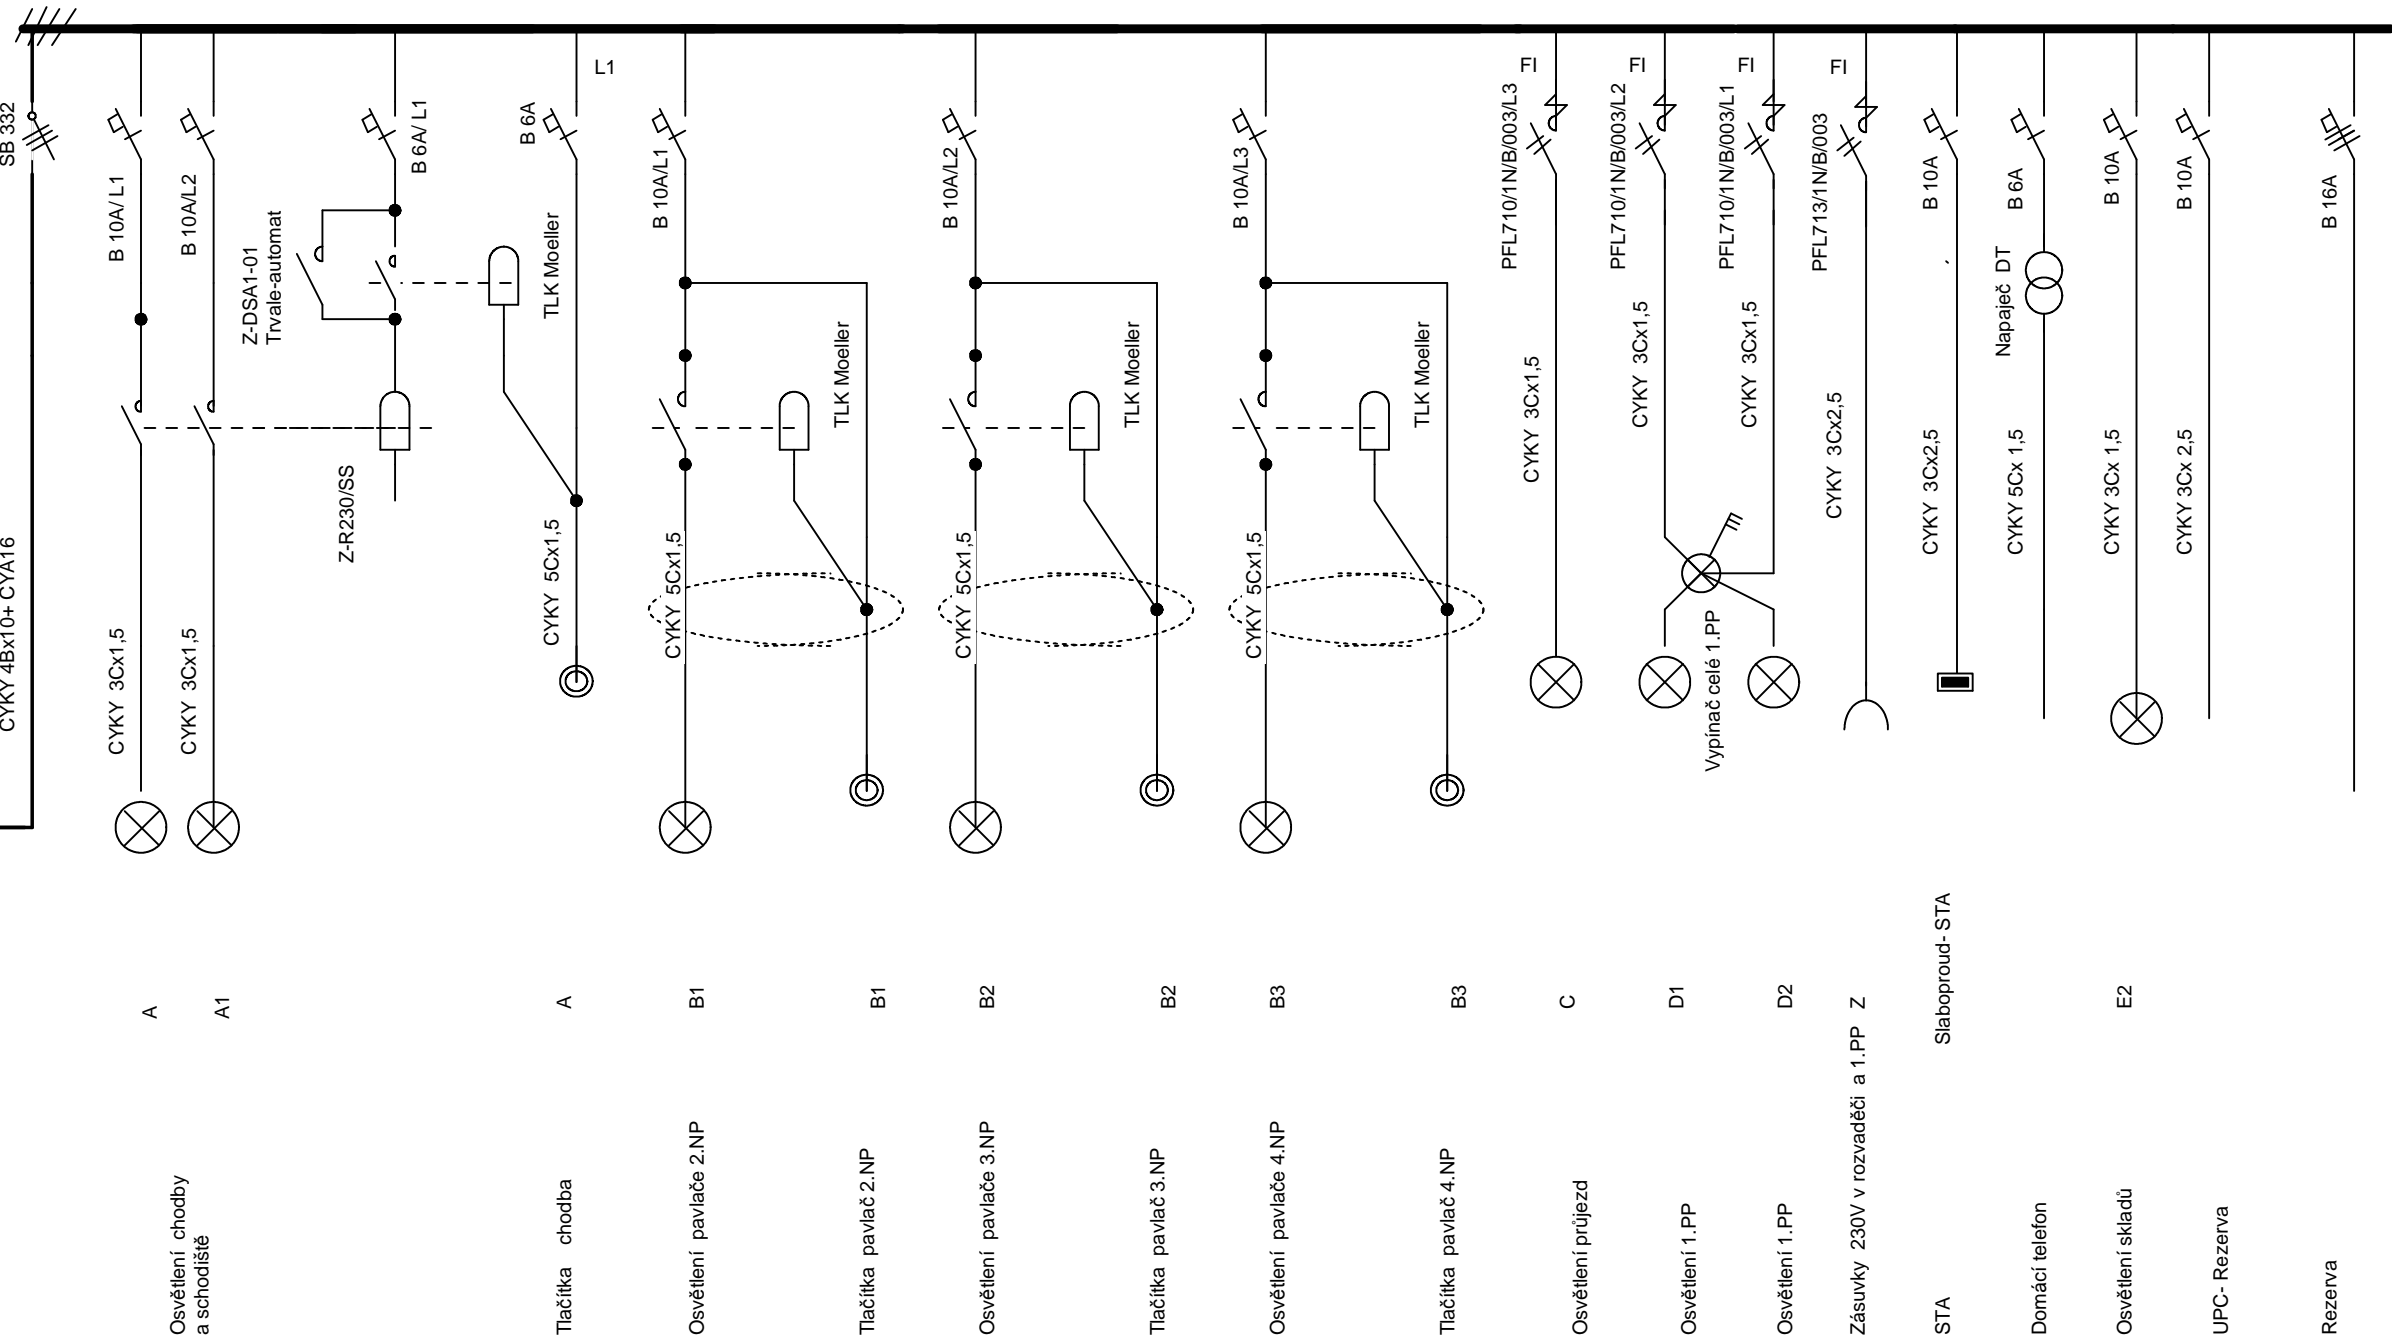 SB 332
CYKY 4Bx10+ CYA16
B 10A/ L1
CYKY 3Cx1,5
A
Osvětlení chodby
a schodiště
B 10A/L2
CYKY 3Cx1,5
A1
Z-DSA1-01
Trvale-automat
B 6A/ L1
Z-R230/SS
L1
B 6A
TLK Moeller
CYKY 5Cx1,5
A
Tlačítka chodba
B 10A/L1
CYKY 5Cx1,5
B1
Osvětlení pavlače 2.NP
TLK Moeller
B1
Tlačítka pavlač 2.NP
B 10A/L2
CYKY 5Cx1,5
B2
Osvětlení pavlače 3.NP
TLK Moeller
B2
Tlačítka pavlač 3.NP
B 10A/L3
CYKY 5Cx1,5
B3
Osvětlení pavlače 4.NP
TLK Moeller
B3
Tlačítka pavlač 4.NP
FI
PFL710/1N/B/003/L3
CYKY 3Cx1,5
C
Osvětlení průjezd
FI
PFL710/1N/B/003/L2
CYKY 3Cx1,5
D1
Osvětlení 1.PP
Vypínač celé 1.PP
FI
PFL710/1N/B/003/L1
CYKY 3Cx1,5
D2
Osvětlení 1.PP
FI
PFL713/1N/B/003
CYKY 3Cx2,5
Zásuvky 230V v rozvaděči a 1.PP Z
B 10A
CYKY 3Cx2,5
Slaboproud- STA
STA
B 6A
Napaječ DT
CYKY 5Cx 1,5
Domácí telefon
B 10A
CYKY 3Cx 1,5
E2
Osvětlení skladů
B 10A
CYKY 3Cx 2,5
UPC- Rezerva
B 16A
Rezerva